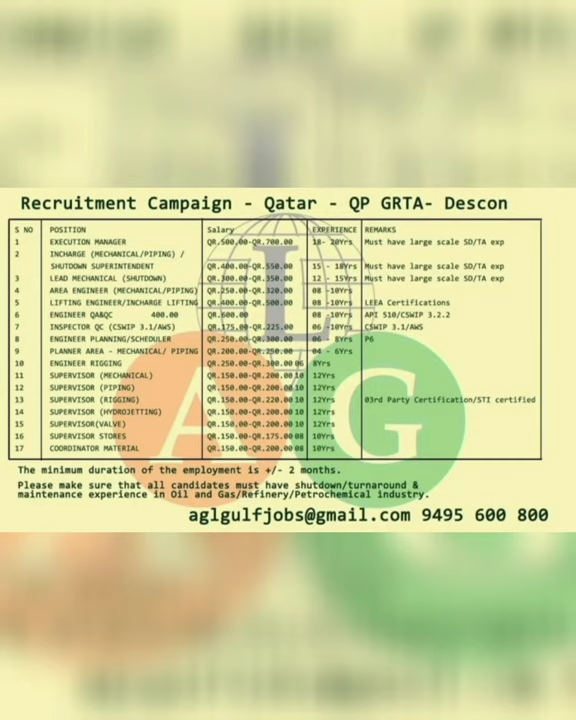 Recruitment Campaign - Qatar - QP GRTA- Descon
S NO POSITION Salary EXPERIENCE REMARKS
1 EXECUTION MANAGER QR.500.00-QR.700.00 18- 20Yrs Must have large scale SD/TA exp
2 INCHARGE (MECHANICAL/PIPING) /
SHUTDOWN SUPERINTENDENT QR.400.00-QR.550.00 15 - 18Yrs Must have large scale SD/TA exp
3 LEAD MECHANICAL (SHUTDOWN) QR.300.00-QR.350.00 12 - 15Yrs Must have large scale SD/TA exp
4 AREA ENGINEER (MECHANICAL/PIPING) QR.250.00-QR.320.00 08 -10Yrs
5 LIFTING ENGINEER/INCHARGE LIFTING QR.400.00-QR.500.00 08 -10Yrs LEEA Certifications
6 ENGINEER QA&QC 400.00 QR.600.00 08 -10Yrs API 510/CSWIP 3.2.2
7 INSPECTOR QC (CSWIP 3.1/AWS) QR.175.00-QR.225.00 06 -10Yrs CSWIP 3.1/AWS
8 ENGINEER PLANNING/SCHEDULER QR.250.00-QR.300.00 06 - 8Yrs P6
9 PLANNER AREA - MECHANICAL/ PIPING QR.200.00-QR.250.00 04 - 6Yrs
10 ENGINEER RIGGING QR.250.00-QR.300.00 06 8Yrs
11 SUPERVISOR (MECHANICAL) QR.150.00-QR.200.00 10 12Yrs
12 SUPERVISOR (PIPING) QR.150.00-QR.200.00 10 12Yrs
13 SUPERVISOR (RIGGING) QR.150.00-QR.220.00 10 12Yrs 03rd Party Certification/STI certified
14 SUPERVISOR (HYDROJETTING) QR.150.00-QR.200.00 10 12Yrs
15 SUPERVISOR(VALVE) QR.150.00-QR.200.00 10 12Yrs
16 SUPERVISOR STORES QR.150.00-QR.175.00 08 10Yrs
17 COORDINATOR MATERIAL QR.150.00-QR.200.00 08 10Yrs
The minimum duration of the employment is +/- 2 months.
Please make sure that all candidates must have shutdown/turnaround &
maintenance experience in Oil and Gas/Refinery/Petrochemical industry.
aglgulfjobs@gmail.com 9495 600 800
A L G